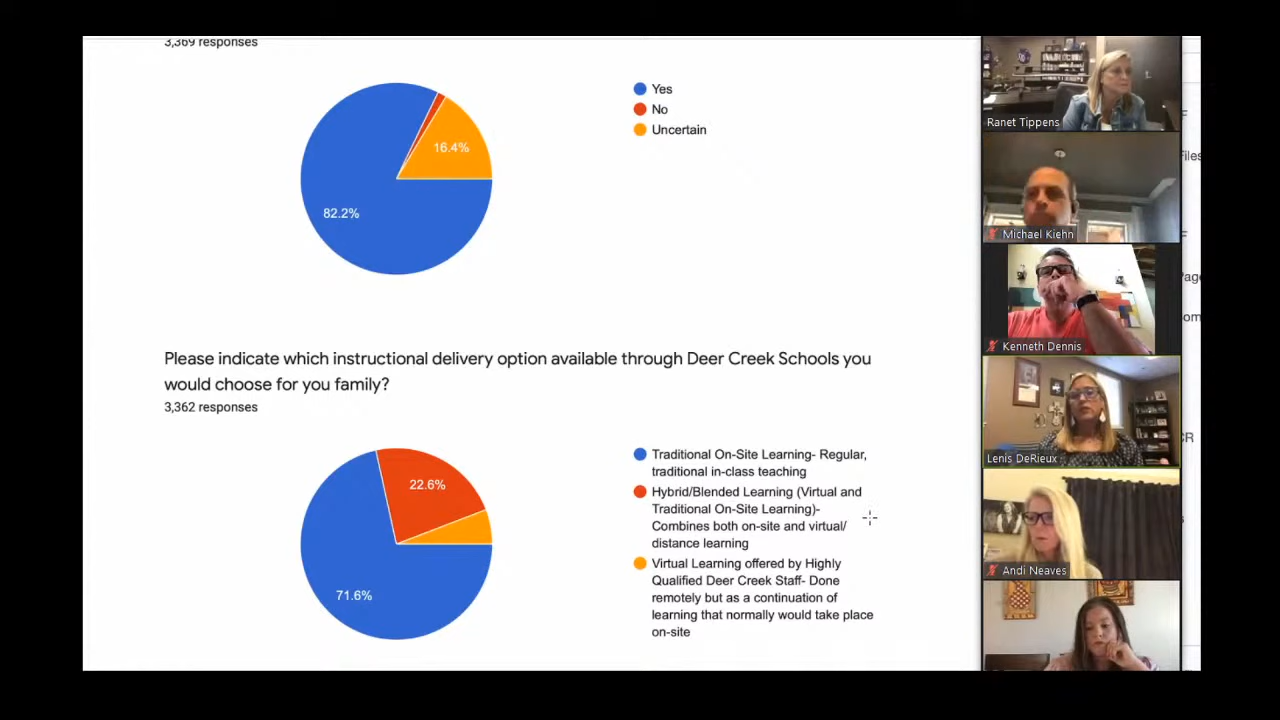 3,369 responses
Yes
No
Uncertain
16.4%
82.2%
Please indicate which instructional delivery option available through Deer Creek Schools you
would choose for you family?
3,362 responses
Traditional On-Site Learning- Regular,
traditional in-class teaching
Hybrid/Blended Learning (Virtual and
Traditional On-Site Learning)-
Combines both on-site and virtual/
distance learning
Virtual Learning offered by Highly
Qualified Deer Creek Staff- Done
remotely but as a continuation of
learning that normally would take place
on-site
22.6%
71.6%
Ranet Tippens
Michael Kiehn
Kenneth Dennis
Lenis DeRieux
Andi Neaves
Files
Page
om
CR